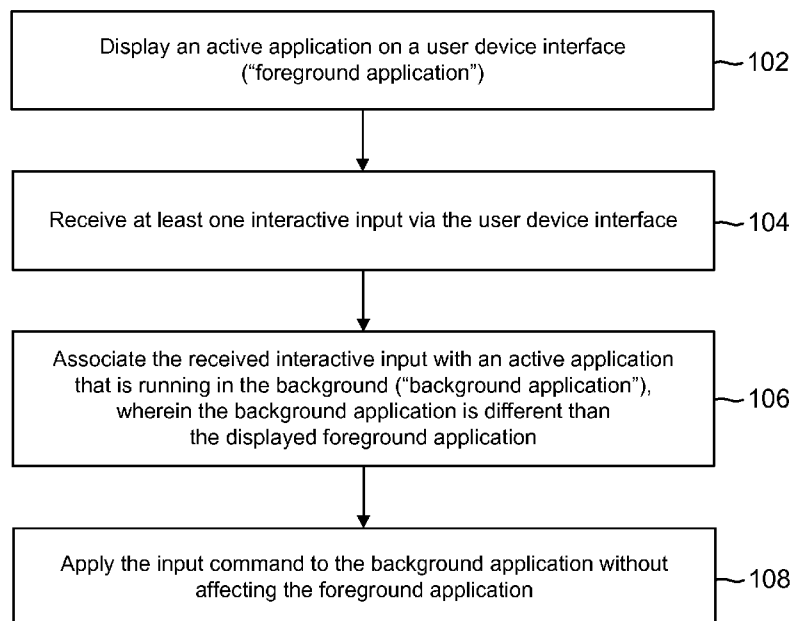 Display an active application on a user device interface
(“foreground application”)
102
Receive at least one interactive input via the user device interface
104
Associate the received interactive input with an active application
that is running in the background (“background application”),
wherein the background application is different than
the displayed foreground application
106
Apply the input command to the background application without
affecting the foreground application
108